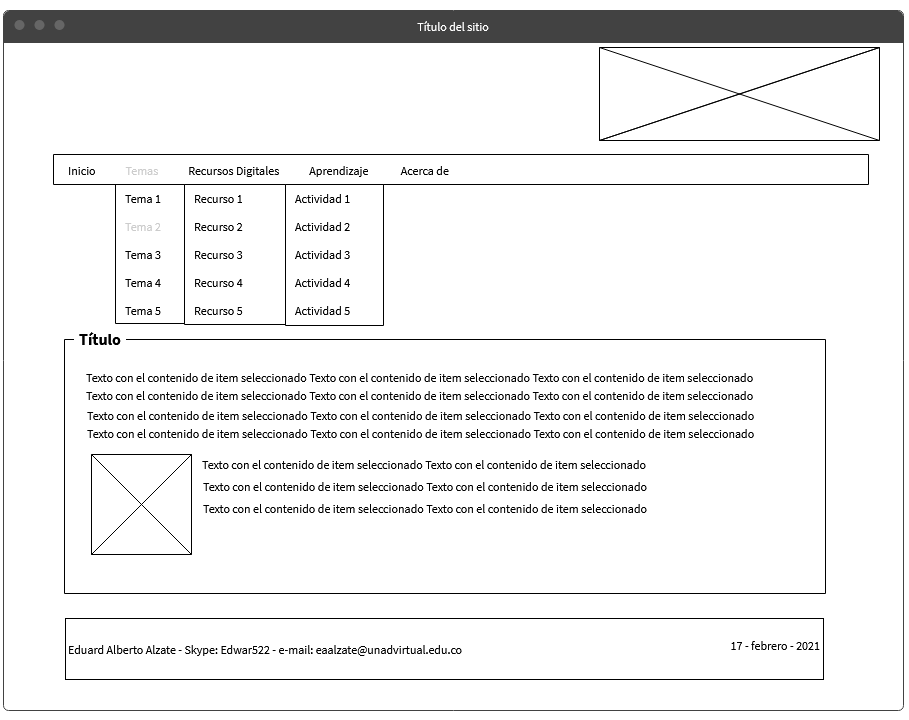 Título del sitio
Inicio Temas Recursos Digitales Aprendizaje Acerca de
Tema 1 Recurso 1 Actividad 1
Tema 2 Recurso 2 Actividad 2
Tema 3 Recurso 3 Actividad 3
Tema 4 Recurso 4 Actividad 4
Tema 5 Recurso 5 Actividad 5
Título
Texto con el contenido de item seleccionado Texto con el contenido de item seleccionado Texto con el contenido de item seleccionado
Texto con el contenido de item seleccionado Texto con el contenido de item seleccionado Texto con el contenido de item seleccionado
Texto con el contenido de item seleccionado Texto con el contenido de item seleccionado Texto con el contenido de item seleccionado
Texto con el contenido de item seleccionado Texto con el contenido de item seleccionado Texto con el contenido de item seleccionado
Texto con el contenido de item seleccionado Texto con el contenido de item seleccionado
Texto con el contenido de item seleccionado Texto con el contenido de item seleccionado
Texto con el contenido de item seleccionado Texto con el contenido de item seleccionado
Eduard Alberto Alzate - Skype: Edwar522 - e-mail: eaalzate@unadvirtual.edu.co 17 - febrero - 2021